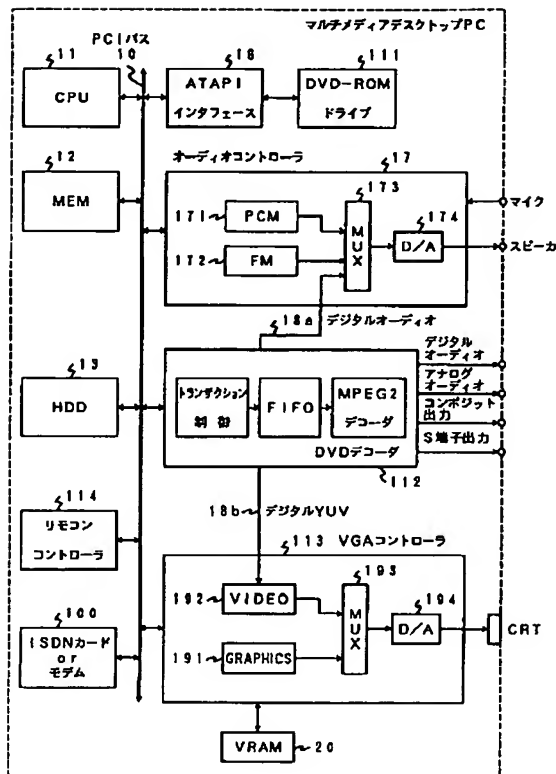 マルチメディアデスクトップPC
PCIバス
10
11
CPU
16
ATAPI
インタフェース
111
DVD-ROM
ドライブ
12
MEM
オーディオコントローラ
17
171
PCM
172
FM
173
MUX
174
D/A
マイク
スピーカ
18a デジタルオーディオ
13
HDD
トランザクション
制御
FIFO
MPEG2
デコーダ
DVDデコーダ
112
デジタル
オーディオ
アナログ
オーディオ
コンポジット
出力
S端子出力
18b
デジタルYUV
114
リモコン
コントローラ
113 VGAコントローラ
192
VIDEO
191
GRAPHICS
193
MUX
194
D/A
CRT
100
ISDNカード
or
モデム
VRAM
20